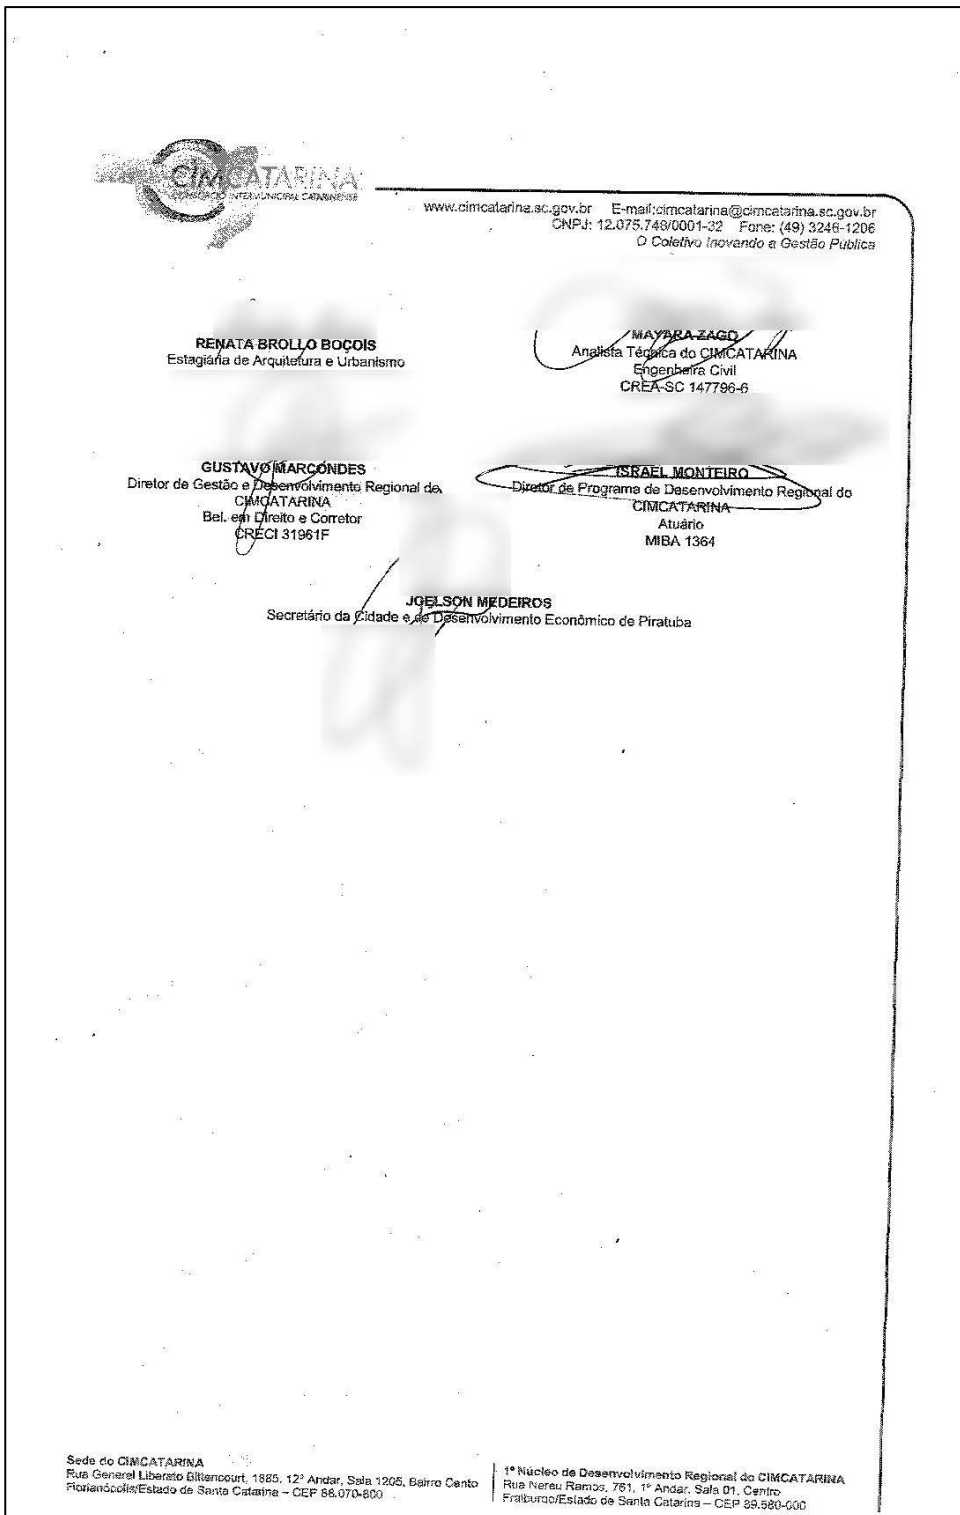 CIMCATARINA
CONSÓRCIO INTERMUNICIPAL CATARINENSE
www.cimcatarina.sc.gov.br E-mail:cimcatarina@cimcatarina.sc.gov.br
CNPJ: 12.075.748/0001-32 Fone: (49) 3246-1206
O Coletivo Inovando a Gestão Pública
RENATA BROLLO BOÇOIS
Estagiária de Arquitetura e Urbanismo
MAYARA ZAGO
Analista Técnica do CIMCATARINA
Engenheira Civil
CREA-SC 147796-6
GUSTAVO MARCONDES
Diretor de Gestão e Desenvolvimento Regional do
CIMCATARINA
Bel. em Direito e Corretor
CRECI 31961F
ISRAEL MONTEIRO
Diretor de Programa de Desenvolvimento Regional do
CIMCATARINA
Atuário
MIBA 1364
JOELSON MEDEIROS
Secretário da Cidade e de Desenvolvimento Econômico de Piratuba
Sede do CIMCATARINA
Rua General Liberato Bittencourt, 1885, 12º Andar, Sala 1205, Bairro Canto
Florianópolis/Estado de Santa Catarina – CEP 88.070-800
1º Núcleo de Desenvolvimento Regional do CIMCATARINA
Rua Nereu Ramos, 761, 1º Andar, Sala 01, Centro
Fraiburgo/Estado de Santa Catarina – CEP 89.580-000